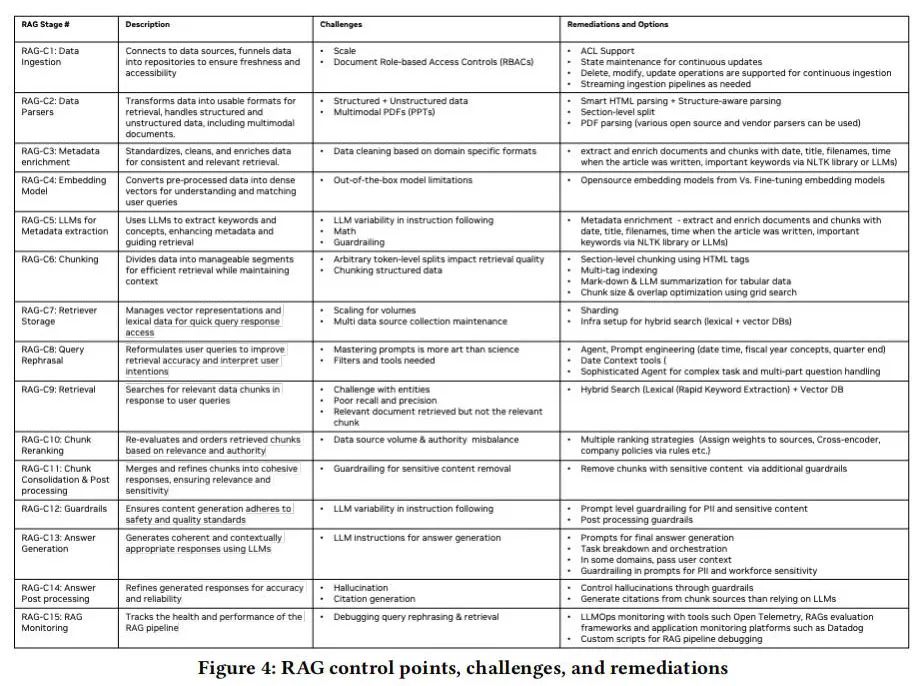 RAG Stage #
Description
Challenges
Remediations and Options
RAG-C1: Data
Ingestion
Connects to data sources, funnels data
into repositories to ensure freshness and
accessibility
• Scale
• Document Role-based Access Controls (RBACs)
• ACL Support
• State maintenance for continuous updates
• Delete, modify, update operations are supported for continuous ingestion
• Streaming ingestion pipelines as needed
RAG-C2: Data
Parsers
Transforms data into usable formats for
retrieval, handles structured and
unstructured data, including multimodal
documents.
• Structured + Unstructured data
• Multimodal PDFs (PPTs)
• Smart HTML parsing + Structure-aware parsing
• Section-level split
• PDF parsing (various open source and vendor parsers can be used)
RAG-C3: Metadata
enrichment
Standardizes, cleans, and enriches data
for consistent and relevant retrieval.
• Data cleaning based on domain specific formats
• extract and enrich documents and chunks with date, title, filenames, time
when the article was written, important keywords via NLTK library or LLMs)
RAG-C4: Embedding
Model
Converts pre-processed data into dense
vectors for understanding and matching
user queries
• Out-of-the-box model limitations
• Opensource embedding models from Vs. Fine-tuning embedding models
RAG-C5: LLMs for
Metadata extraction
Uses LLMs to extract keywords and
concepts, enhancing metadata and
guiding retrieval
• LLM variability in instruction following
• Math
• Guardrailing
• Metadata enrichment - extract and enrich documents and chunks with
date, title, filenames, time when the article was written, important
keywords via NLTK library or LLMs)
RAG-C6: Chunking
Divides data into manageable segments
for efficient retrieval while maintaining
context
• Arbitrary token-level splits impact retrieval quality
• Chunking structured data
• Section-level chunking using HTML tags
• Multi-tag indexing
• Mark-down & LLM summarization for tabular data
• Chunk size & overlap optimization using grid search
RAG-C7: Retriever
Storage
Manages vector representations and
lexical data for quick query response
access
• Scaling for volumes
• Multi data source collection maintenance
• Sharding
• Infra setup for hybrid search (lexical + vector DBs)
RAG-C8: Query
Rephrasal
Reformulates user queries to improve
retrieval accuracy and interpret user
intentions
• Mastering prompts is more art than science
• Filters and tools needed
• Agent, Prompt engineering (date time, fiscal year concepts, quarter end)
• Date Context tools (
• Sophisticated Agent for complex task and multi-part question handling
RAG-C9: Retrieval
Searches for relevant data chunks in
response to user queries
• Challenge with entities
• Poor recall and precision
• Relevant document retrieved but not the relevant
chunk
• Hybrid Search (Lexical (Rapid Keyword Extraction) + Vector DB
RAG-C10: Chunk
Reranking
Re-evaluates and orders retrieved chunks
based on relevance and authority
• Data source volume & authority misbalance
• Multiple ranking strategies (Assign weights to sources, Cross-encoder,
company policies via rules etc.)
RAG-C11: Chunk
Consolidation & Post
processing
Merges and refines chunks into cohesive
responses, ensuring relevance and
sensitivity
• Guardrailing for sensitive content removal
• Remove chunks with sensitive content via additional guardrails
RAG-C12: Guardrails
Ensures content generation adheres to
safety and quality standards
• LLM variability in instruction following
• Prompt level guardrailing for PII and sensitive content
• Post processing guardrails
RAG-C13: Answer
Generation
Generates coherent and contextually
appropriate responses using LLMs
• LLM instructions for answer generation
• Prompts for final answer generation
• Task breakdown and orchestration
• In some domains, pass user context
• Guardrailing in prompts for PII and workforce sensitivity
RAG-C14: Answer
Post processing
Refines generated responses for accuracy
and reliability
• Hallucination
• Citation generation
• Control hallucinations through guardrails
• Generate citations from chunk sources than relying on LLMs
RAG-C15: RAG
Monitoring
Tracks the health and performance of the
RAG pipeline
• Debugging query rephrasing & retrieval
• LLMOps monitoring with tools such Open Telemetry, RAGs evaluation
frameworks and application monitoring platforms such as Datadog
• Custom scripts for RAG pipeline debugging
Figure 4: RAG control points, challenges, and remediations